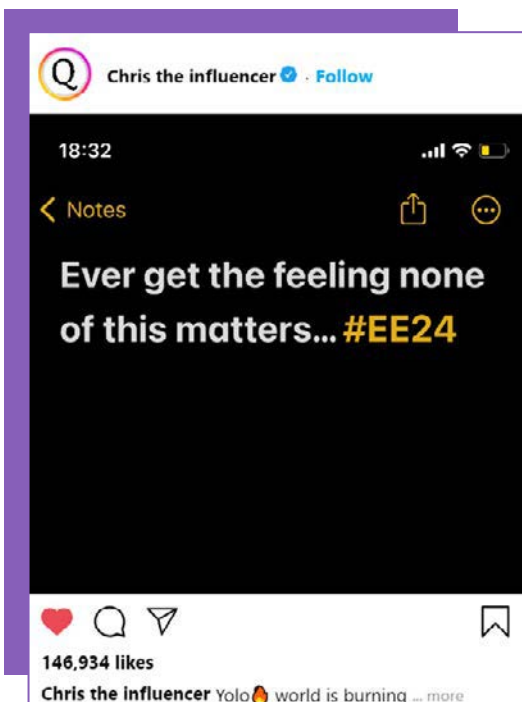 Q
Chris the influencer · Follow
18:32
Notes
Ever get the feeling none
of this matters... #EE24
146,934 likes
Chris the influencer Yolo🔥 world is burning ... more